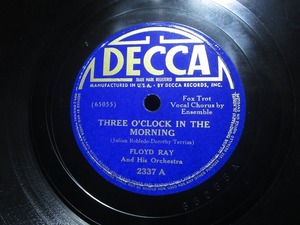 DECCA
TRADE MARK REGISTERED
MANUFACTURED IN U.S.A. BY DECCA RECORDS, INC.
(65055)
Fox Trot
Vocal Chorus by
Ensemble
THREE O'CLOCK IN THE
MORNING
(Julian Robledo-Dorothy Terriss)
FLOYD RAY
And His Orchestra
2337 A